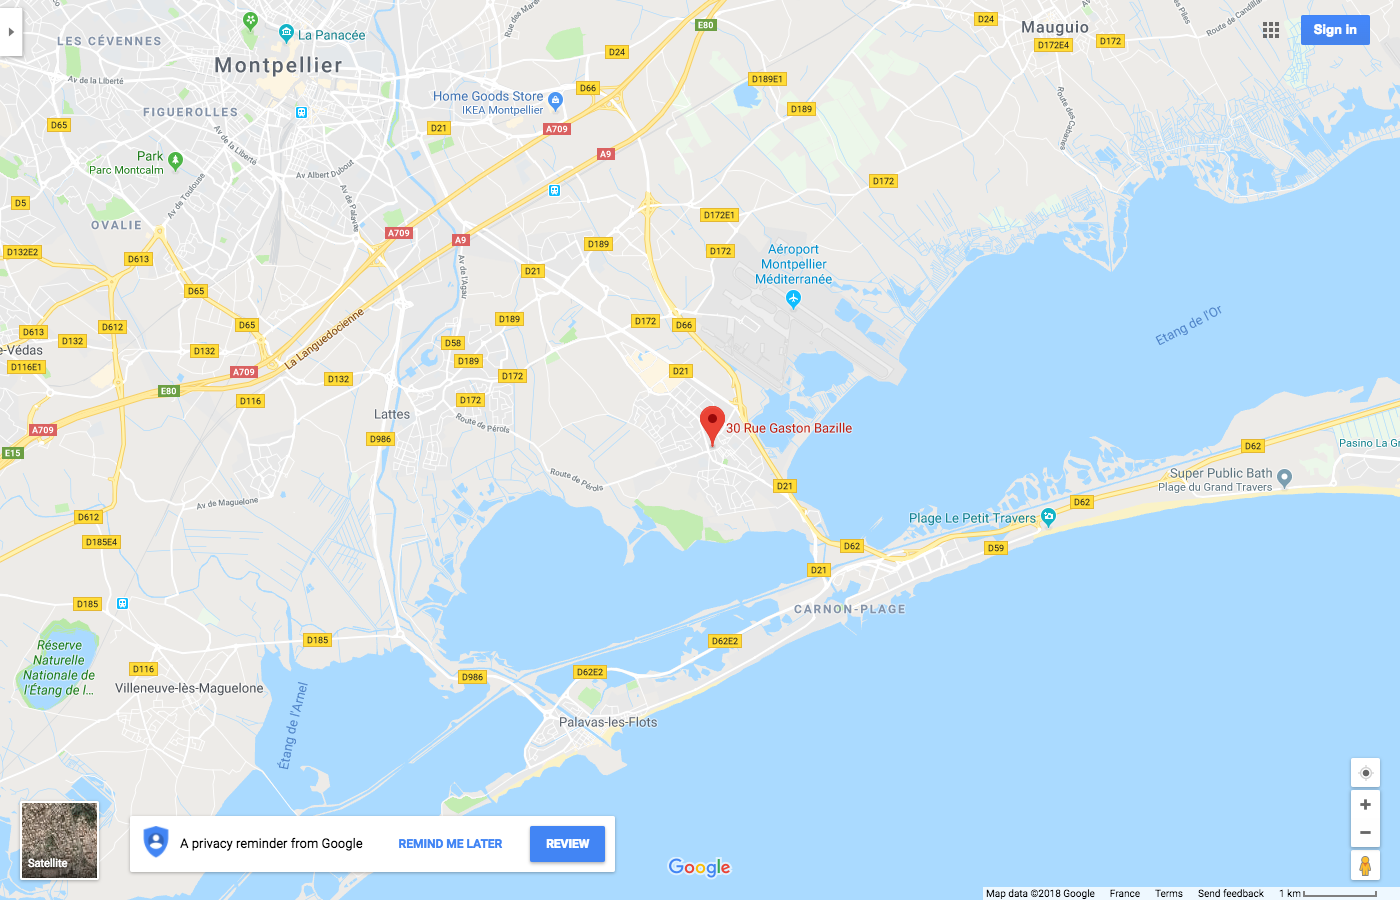 LES CÉVENNES
La Panacée
Montpellier
Av de la Liberté
FIGUEROLLES
D65
Av de la Liberté
Park
Parc Montcalm
Av Albert Dubout
Av de Toulouse
Av de Palavas
D5
OVALIE
Rue des Mar
E80
D24
D66
Home Goods Store
IKEA Montpellier
D21
A709
A9
D189E1
D189
D24
Mauguio
D172E4
D172
des Piles
Route de Candillar
Sign in
Route des Cabanes
D172
D172E1
D172
D189
D21
Aéroport
Montpellier
Méditerranée
Etang de l'Or
A709
A9
Av de l'Agau
D132E2
D613
D65
D613
D132
D612
D65
D132
e-Védas
D116E1
La Languedocienne
A709
E80
D132
D116
D58
D189
D189
D172
D172
Route de Pérols
Lattes
D986
D172
D66
D21
30 Rue Gaston Bazille
A709
E15
D612
D185E4
Av de Maguelone
Route de Pérols
D21
D62
Pasino La Gr
Super Public Bath
Plage du Grand Travers
D62
Plage Le Petit Travers
D62
D59
D21
CARNON-PLAGE
D185
D185
Réserve
Naturelle
Nationale de
l'Étang de l...
D116
Villeneuve-lès-Maguelone
Étang de l'Arnel
D986
D62E2
D62E2
Palavas-les-Flots
Satellite
A privacy reminder from Google
REMIND ME LATER
REVIEW
Google
Map data ©2018 Google
France
Terms
Send feedback
1 km